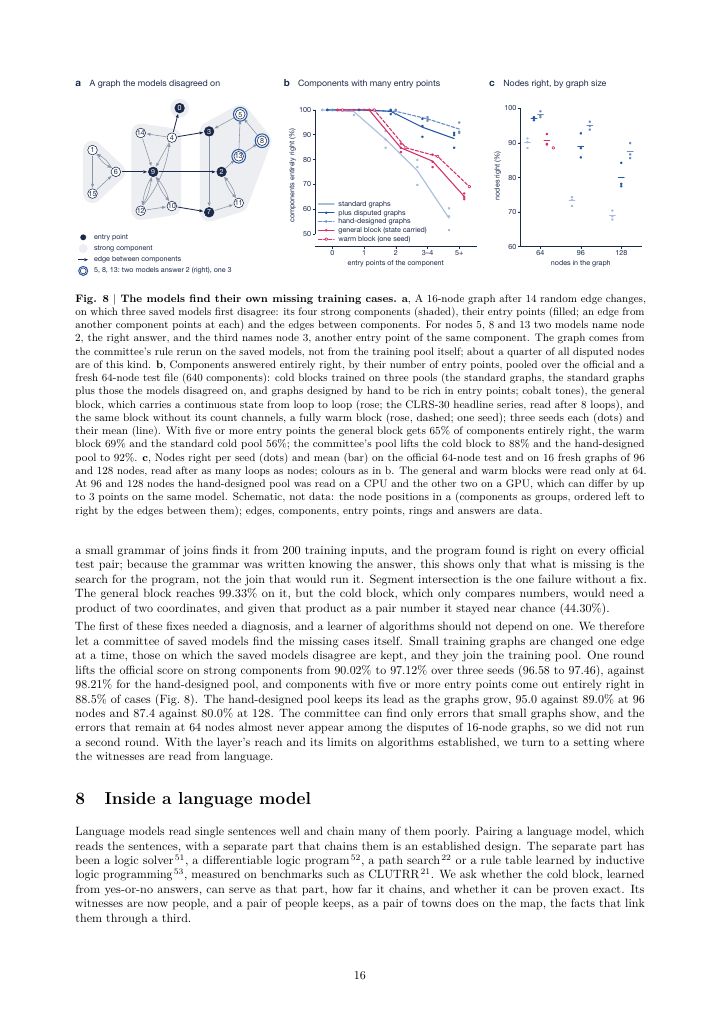 a A graph the models disagreed on
0
5
3
14
4
8
1
13
6
9
2
15
12
10
11
7
entry point
strong component
edge between components
5, 8, 13: two models answer 2 (right), one 3
b Components with many entry points
components entirely right (%)
100
90
80
70
60
50
standard graphs
plus disputed graphs
hand-designed graphs
general block (state carried)
warm block (one seed)
0 1 2 3–4 5+
entry points of the component
c Nodes right, by graph size
nodes right (%)
100
90
80
70
60
64 96 128
nodes in the graph
Fig. 8 | The models find their own missing training cases. a, A 16-node graph after 14 random edge changes,
on which three saved models first disagree: its four strong components (shaded), their entry points (filled; an edge from
another component points at each) and the edges between components. For nodes 5, 8 and 13 two models name node
2, the right answer, and the third names node 3, another entry point of the same component. The graph comes from
the committee's rule rerun on the saved models, not from the training pool itself; about a quarter of all disputed nodes
are of this kind. b, Components answered entirely right, by their number of entry points, pooled over the official and a
fresh 64-node test file (640 components): cold blocks trained on three pools (the standard graphs, the standard graphs
plus those the models disagreed on, and graphs designed by hand to be rich in entry points; cobalt tones), the general
block, which carries a continuous state from loop to loop (rose; the CLRS-30 headline series, read after 8 loops), and
the same block without its count channels, a fully warm block (rose, dashed; one seed); three seeds each (dots) and
their mean (line). With five or more entry points the general block gets 65% of components entirely right, the warm
block 69% and the standard cold pool 56%; the committee's pool lifts the cold block to 88% and the hand-designed
pool to 92%. c, Nodes right per seed (dots) and mean (bar) on the official 64-node test and on 16 fresh graphs of 96
and 128 nodes, read after as many loops as nodes; colours as in b. The general and warm blocks were read only at 64.
At 96 and 128 nodes the hand-designed pool was read on a CPU and the other two on a GPU, which can differ by up
to 3 points on the same model. Schematic, not data: the node positions in a (components as groups, ordered left to
right by the edges between them); edges, components, entry points, rings and answers are data.
a small grammar of joins finds it from 200 training inputs, and the program found is right on every official
test pair; because the grammar was written knowing the answer, this shows only that what is missing is the
search for the program, not the join that would run it. Segment intersection is the one failure without a fix.
The general block reaches 99.33% on it, but the cold block, which only compares numbers, would need a
product of two coordinates, and given that product as a pair number it stayed near chance (44.30%).
The first of these fixes needed a diagnosis, and a learner of algorithms should not depend on one. We therefore
let a committee of saved models find the missing cases itself. Small training graphs are changed one edge
at a time, those on which the saved models disagree are kept, and they join the training pool. One round
lifts the official score on strong components from 90.02% to 97.12% over three seeds (96.58 to 97.46), against
98.21% for the hand-designed pool, and components with five or more entry points come out entirely right in
88.5% of cases (Fig. 8). The hand-designed pool keeps its lead as the graphs grow, 95.0 against 89.0% at 96
nodes and 87.4 against 80.0% at 128. The committee can find only errors that small graphs show, and the
errors that remain at 64 nodes almost never appear among the disputes of 16-node graphs, so we did not run
a second round. With the layer's reach and its limits on algorithms established, we turn to a setting where
the witnesses are read from language.
8 Inside a language model
Language models read single sentences well and chain many of them poorly. Pairing a language model, which
reads the sentences, with a separate part that chains them is an established design. The separate part has
been a logic solver51, a differentiable logic program52, a path search22 or a rule table learned by inductive
logic programming53, measured on benchmarks such as CLUTRR21. We ask whether the cold block, learned
from yes-or-no answers, can serve as that part, how far it chains, and whether it can be proven exact. Its
witnesses are now people, and a pair of people keeps, as a pair of towns does on the map, the facts that link
them through a third.
16